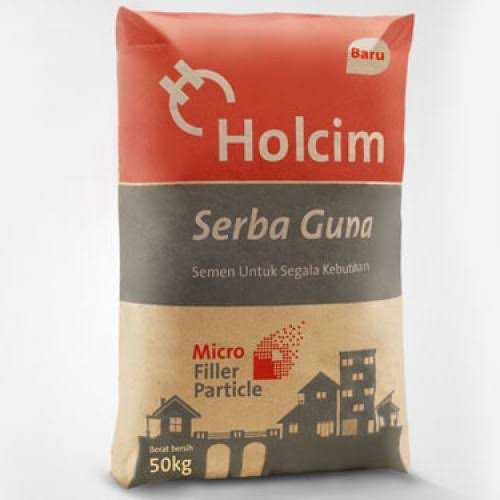 Baru
Holcim
Serba Guna
Semen Untuk Segala Kebutuhan
Micro
Filler
Particle
Berat bersih
50kg